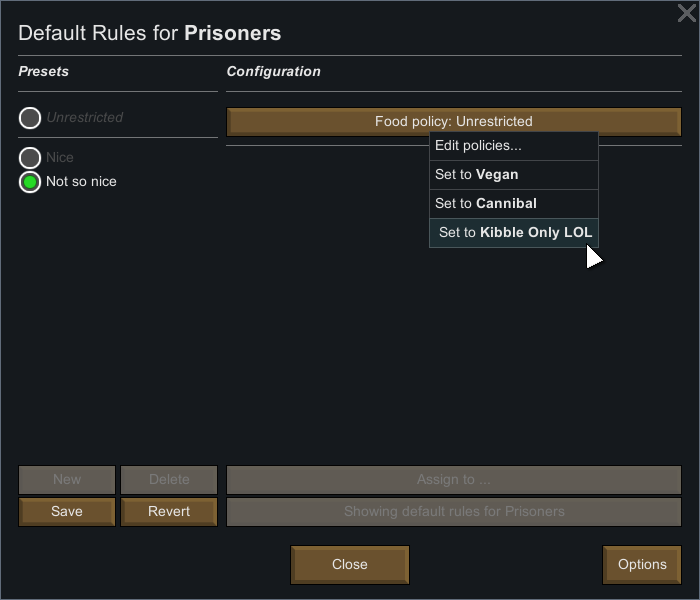 Default Rules for Prisoners
Presets
Configuration
Unrestricted
Food policy: Unrestricted
Edit policies...
Nice
Set to Vegan
Not so nice
Set to Cannibal
Set to Kibble Only LOL
New
Delete
Assign to ...
Save
Revert
Showing default rules for Prisoners
Close
Options